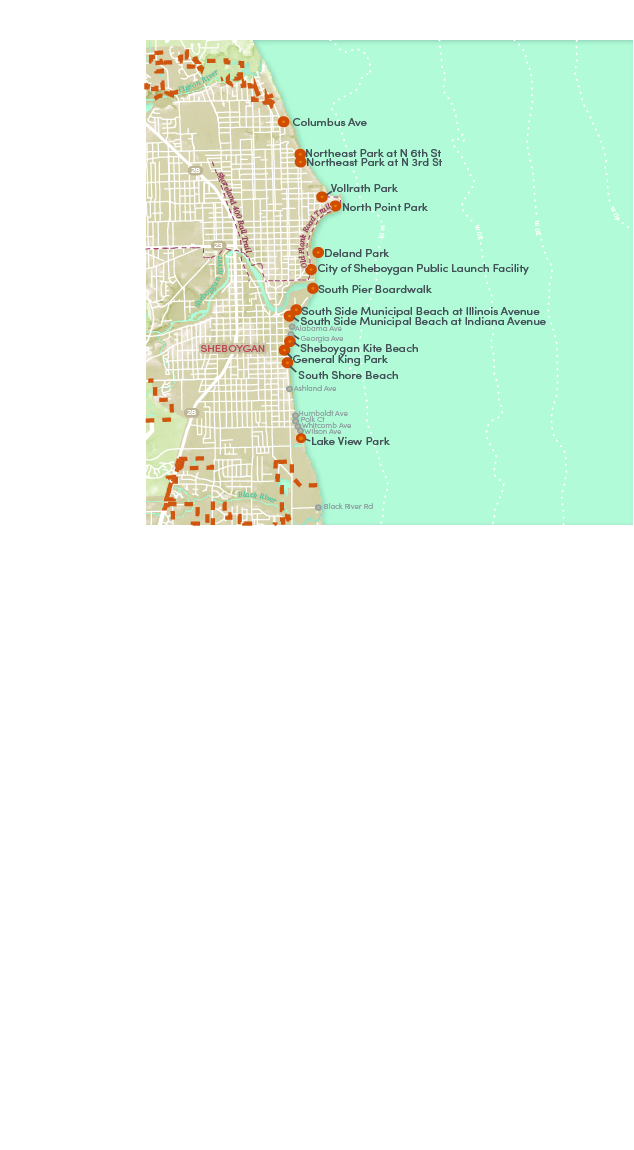 Pigeon River
Columbus Ave
Northeast Park at N 6th St
Northeast Park at N 3rd St
28
Shoreland 400 Rail Trail
Vollrath Park
North Point Park
Old Plank Road Trail
23
Deland Park
City of Sheboygan Public Launch Facility
Sheboygan River
South Pier Boardwalk
South Side Municipal Beach at Illinois Avenue
South Side Municipal Beach at Indiana Avenue
Alabama Ave
Georgia Ave
SHEBOYGAN
Sheboygan Kite Beach
General King Park
South Shore Beach
Ashland Ave
28
Humboldt Ave
Polk Ct
Whitcomb Ave
Wilson Ave
Lake View Park
Black River
Black River Rd